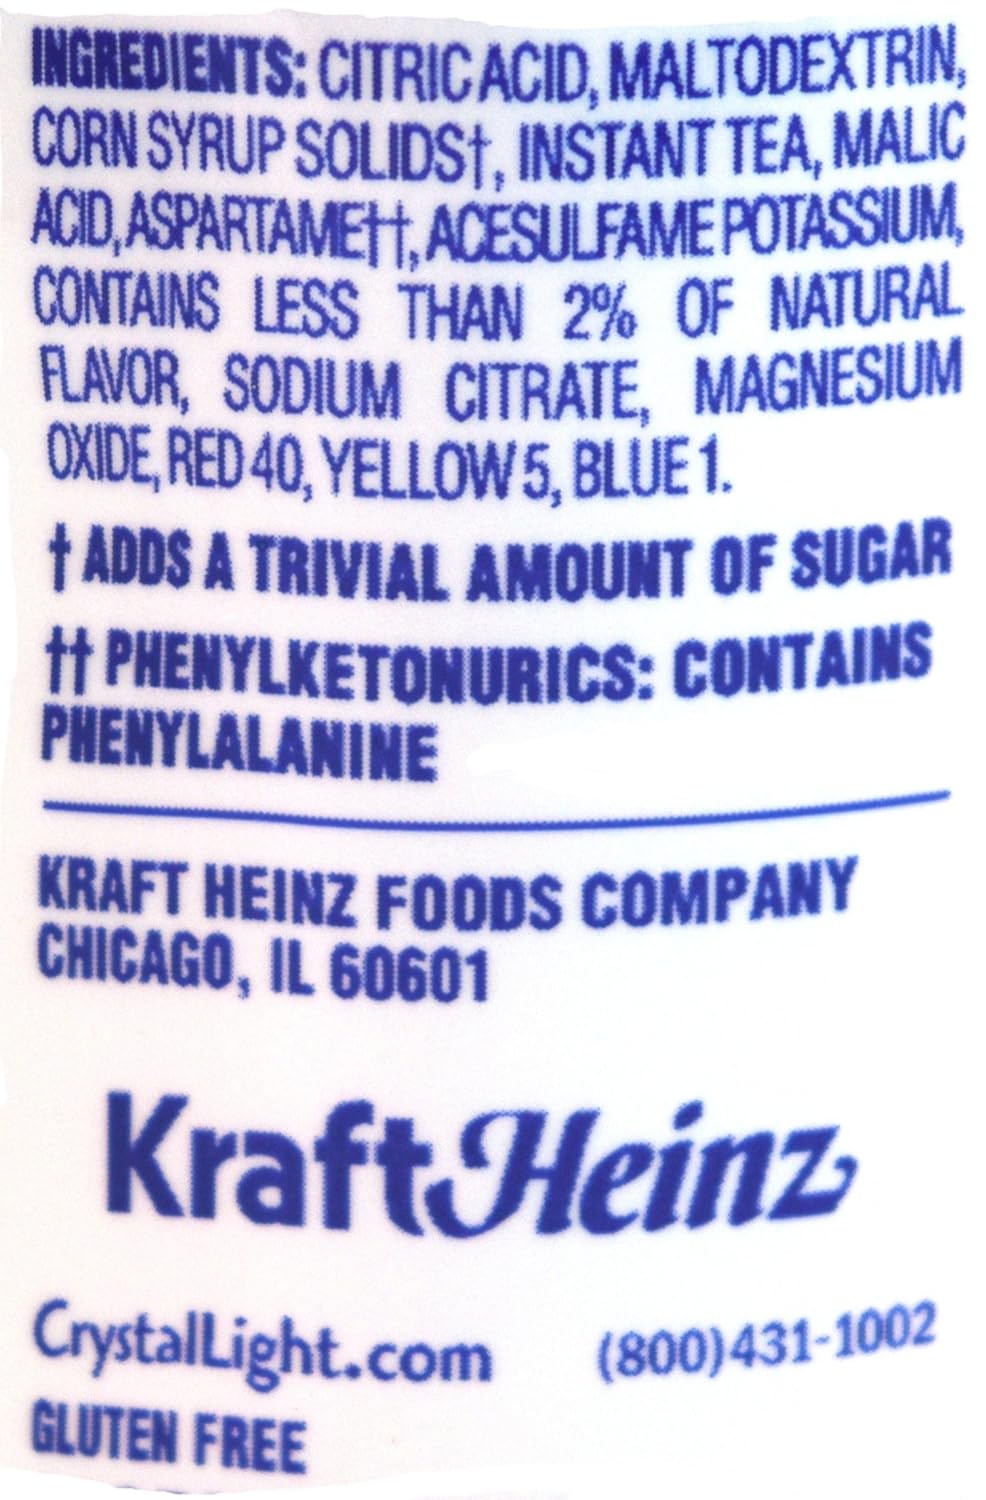 INGREDIENTS: CITRIC ACID, MALTODEXTRIN,
CORN SYRUP SOLIDS†, INSTANT TEA, MALIC
ACID, ASPARTAME††, ACESULFAME POTASSIUM,
CONTAINS LESS THAN 2% OF NATURAL
FLAVOR, SODIUM CITRATE, MAGNESIUM
OXIDE, RED 40, YELLOW 5, BLUE 1.
† ADDS A TRIVIAL AMOUNT OF SUGAR
†† PHENYLKETONURICS: CONTAINS
PHENYLALANINE
KRAFT HEINZ FOODS COMPANY
CHICAGO, IL 60601
KraftHeinz
CrystalLight.com (800)431-1002
GLUTEN FREE